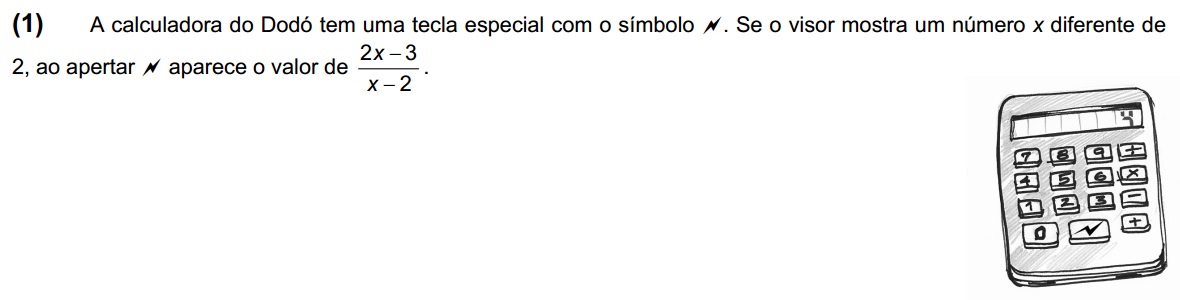 (1) A calculadora do Dodó tem uma tecla especial com o símbolo . Se o visor mostra um número x diferente de
2, ao apertar aparece o valor de \frac{2x-3}{x-2}.
4
7 8 9 ÷
4 5 6 x
1 2 3 −
0 +